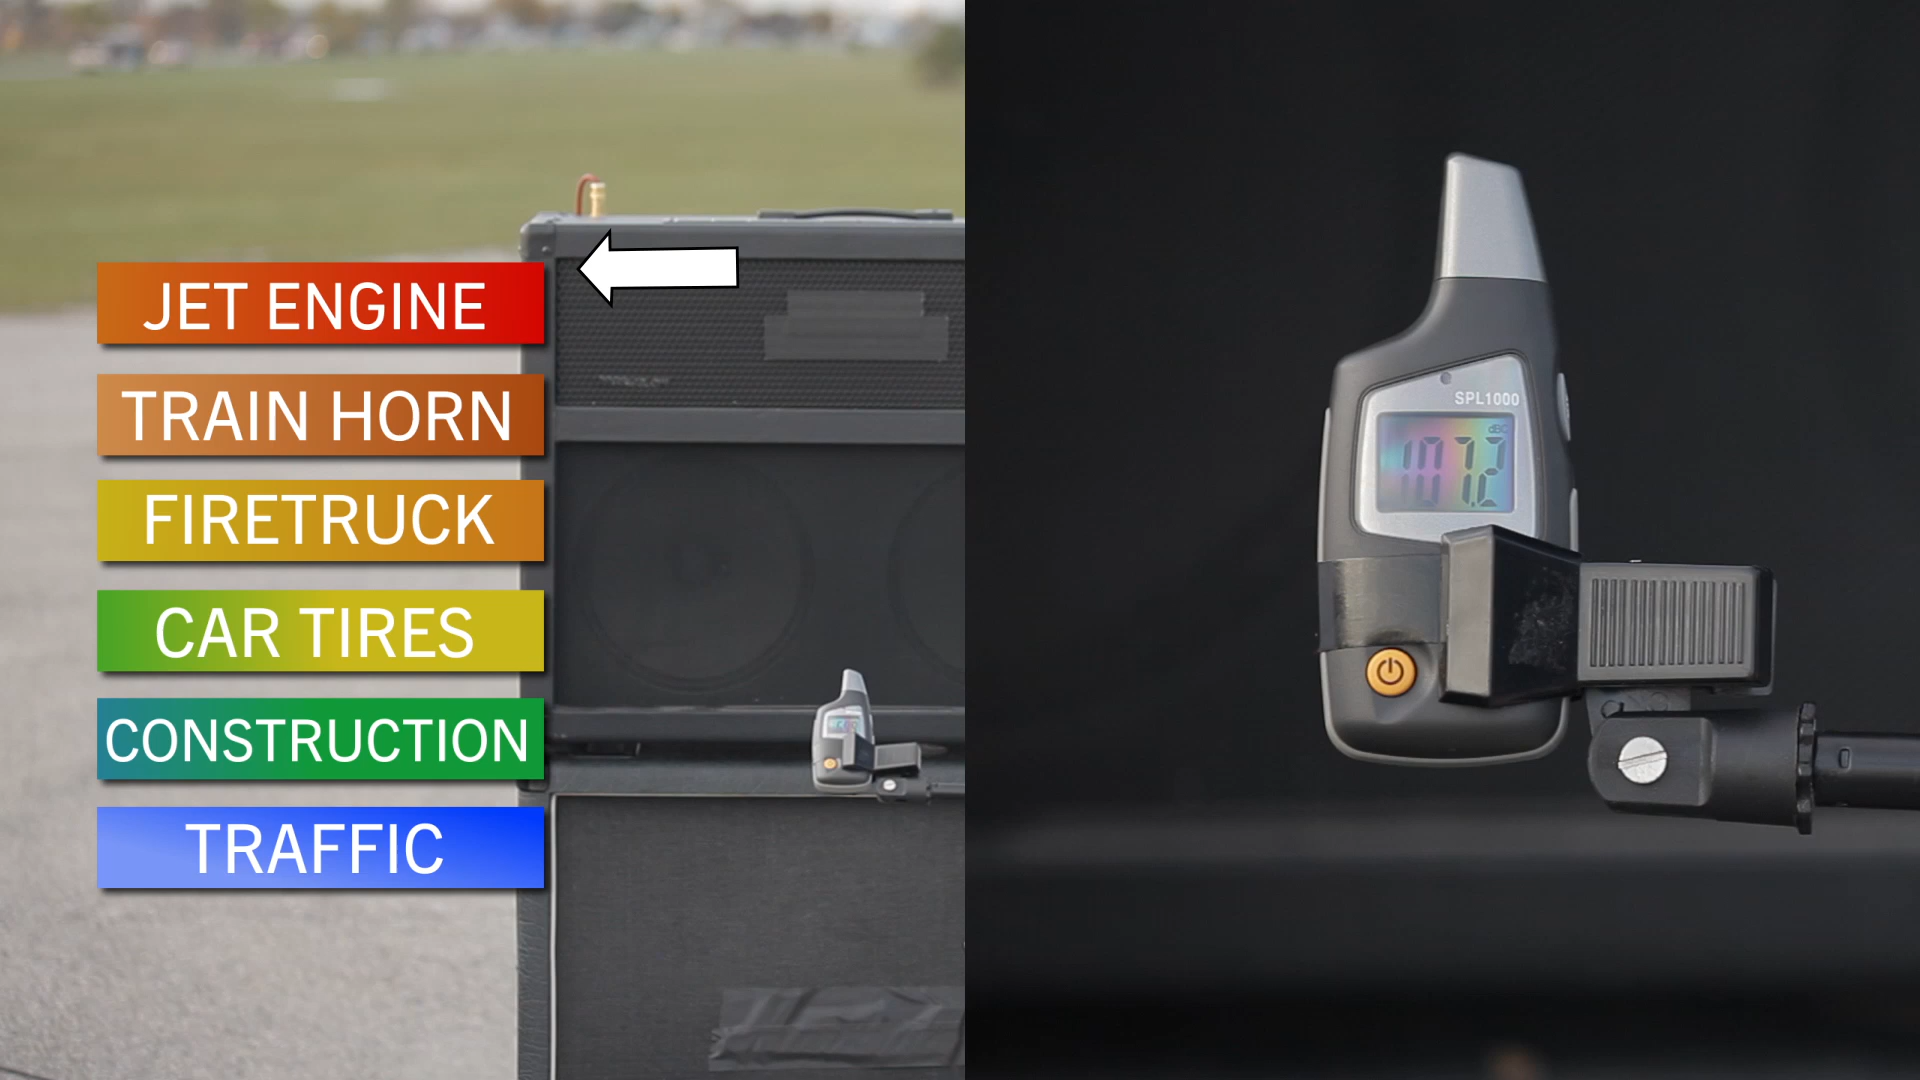 JET ENGINE
TRAIN HORN
FIRETRUCK
CAR TIRES
CONSTRUCTION
TRAFFIC
SPL1000
dBC
107.2